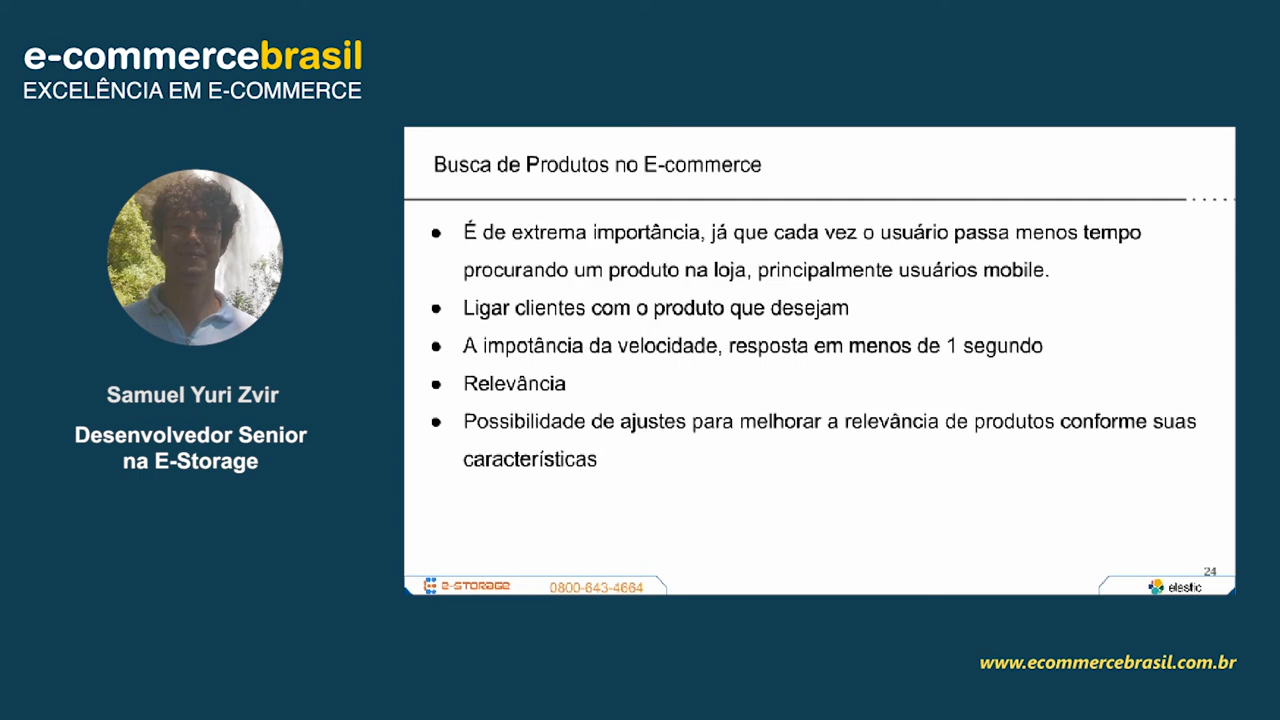 e-commercebrasil
EXCELÊNCIA EM E-COMMERCE
Samuel Yuri Zvir
Desenvolvedor Senior
na E-Storage
Busca de Produtos no E-commerce
● É de extrema importância, já que cada vez o usuário passa menos tempo
procurando um produto na loja, principalmente usuários mobile.
● Ligar clientes com o produto que desejam
● A impotância da velocidade, resposta em menos de 1 segundo
● Relevância
● Possibilidade de ajustes para melhorar a relevância de produtos conforme suas
características
24
E-STORAGE 0800-643-4664
elastic
www.ecommercebrasil.com.br